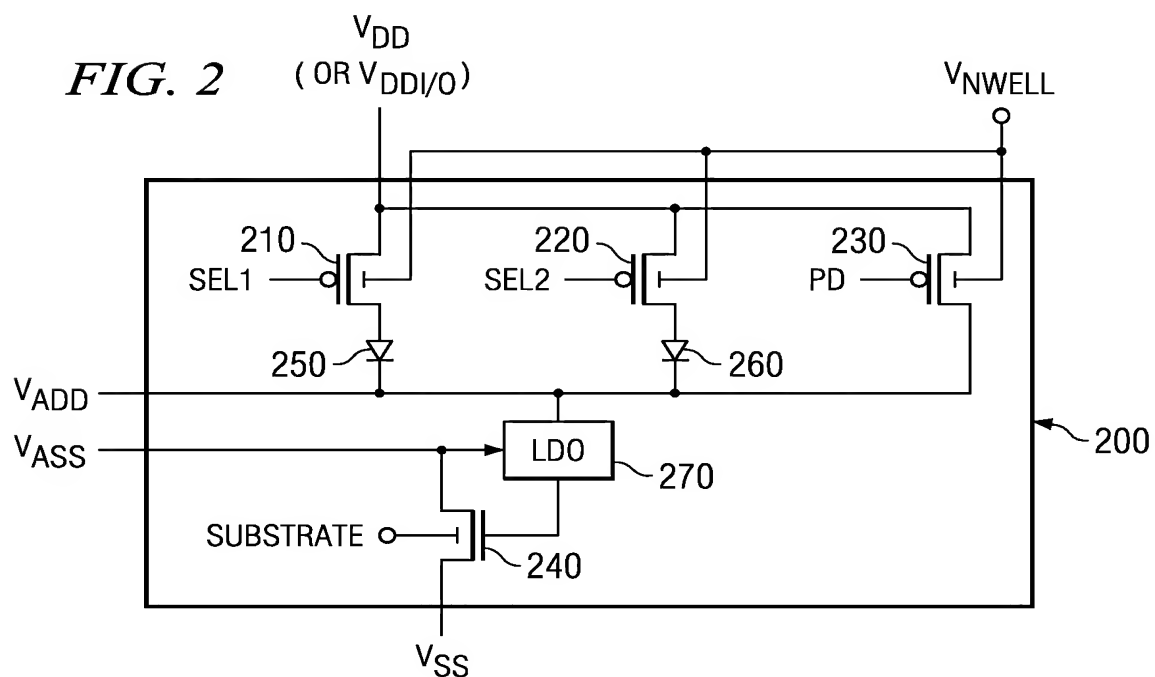 FIG. 2
VDD
( OR VDDI/O)
VNWELL
210
220
230
SEL1
SEL2
PD
250
260
VADD
VASS
LDO
270
200
SUBSTRATE
240
VSS